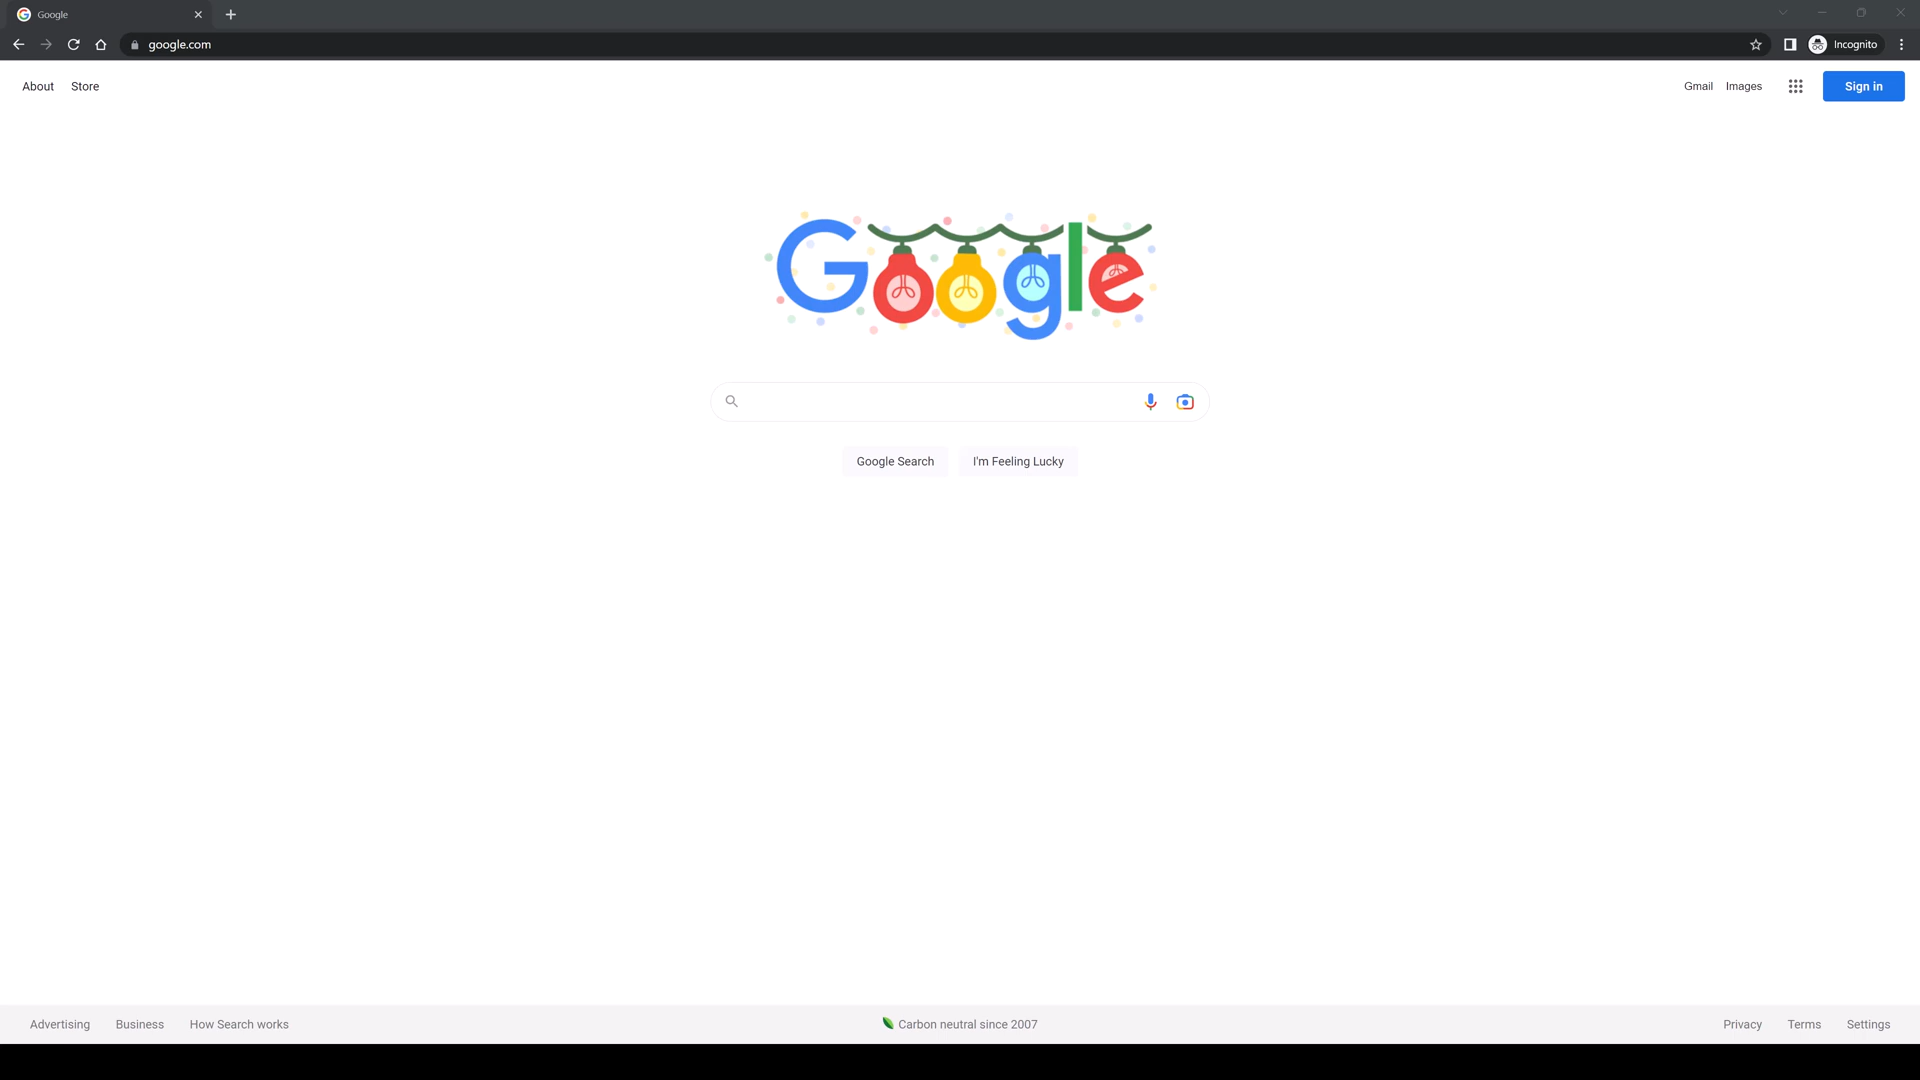 Google
google.com
Incognito
About
Store
Gmail
Images
Sign in
Google
Google Search
I'm Feeling Lucky
Advertising
Business
How Search works
Carbon neutral since 2007
Privacy
Terms
Settings